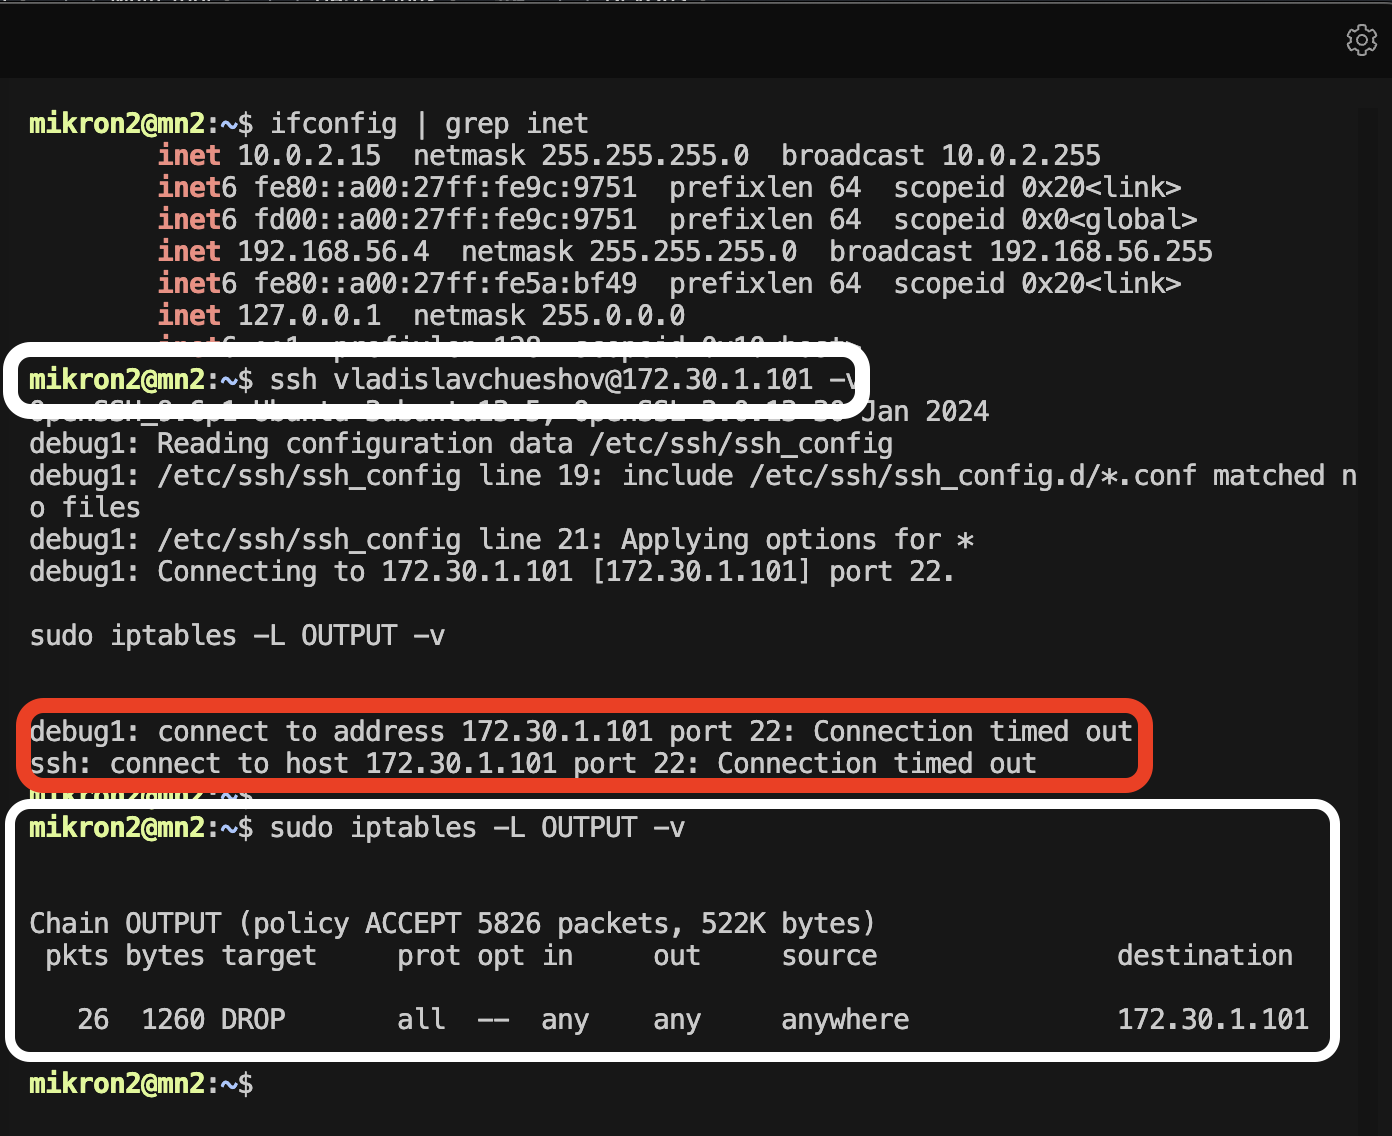 mikron2@mn2:~$ ifconfig | grep inet
inet 10.0.2.15  netmask 255.255.255.0  broadcast 10.0.2.255
inet6 fe80::a00:27ff:fe9c:9751  prefixlen 64  scopeid 0x20<link>
inet6 fd00::a00:27ff:fe9c:9751  prefixlen 64  scopeid 0x0<global>
inet 192.168.56.4  netmask 255.255.255.0  broadcast 192.168.56.255
inet6 fe80::a00:27ff:fe5a:bf49  prefixlen 64  scopeid 0x20<link>
inet 127.0.0.1  netmask 255.0.0.0
mikron2@mn2:~$ ssh vladislavchueshov@172.30.1.101 -v
Jan 2024
debug1: Reading configuration data /etc/ssh/ssh_config
debug1: /etc/ssh/ssh_config line 19: include /etc/ssh/ssh_config.d/*.conf matched n
o files
debug1: /etc/ssh/ssh_config line 21: Applying options for *
debug1: Connecting to 172.30.1.101 [172.30.1.101] port 22.
sudo iptables -L OUTPUT -v
debug1: connect to address 172.30.1.101 port 22: Connection timed out
ssh: connect to host 172.30.1.101 port 22: Connection timed out
mikron2@mn2:~$
mikron2@mn2:~$ sudo iptables -L OUTPUT -v
Chain OUTPUT (policy ACCEPT 5826 packets, 522K bytes)
pkts bytes target     prot opt in     out     source               destination
26  1260 DROP       all  --  any    any     anywhere             172.30.1.101
mikron2@mn2:~$